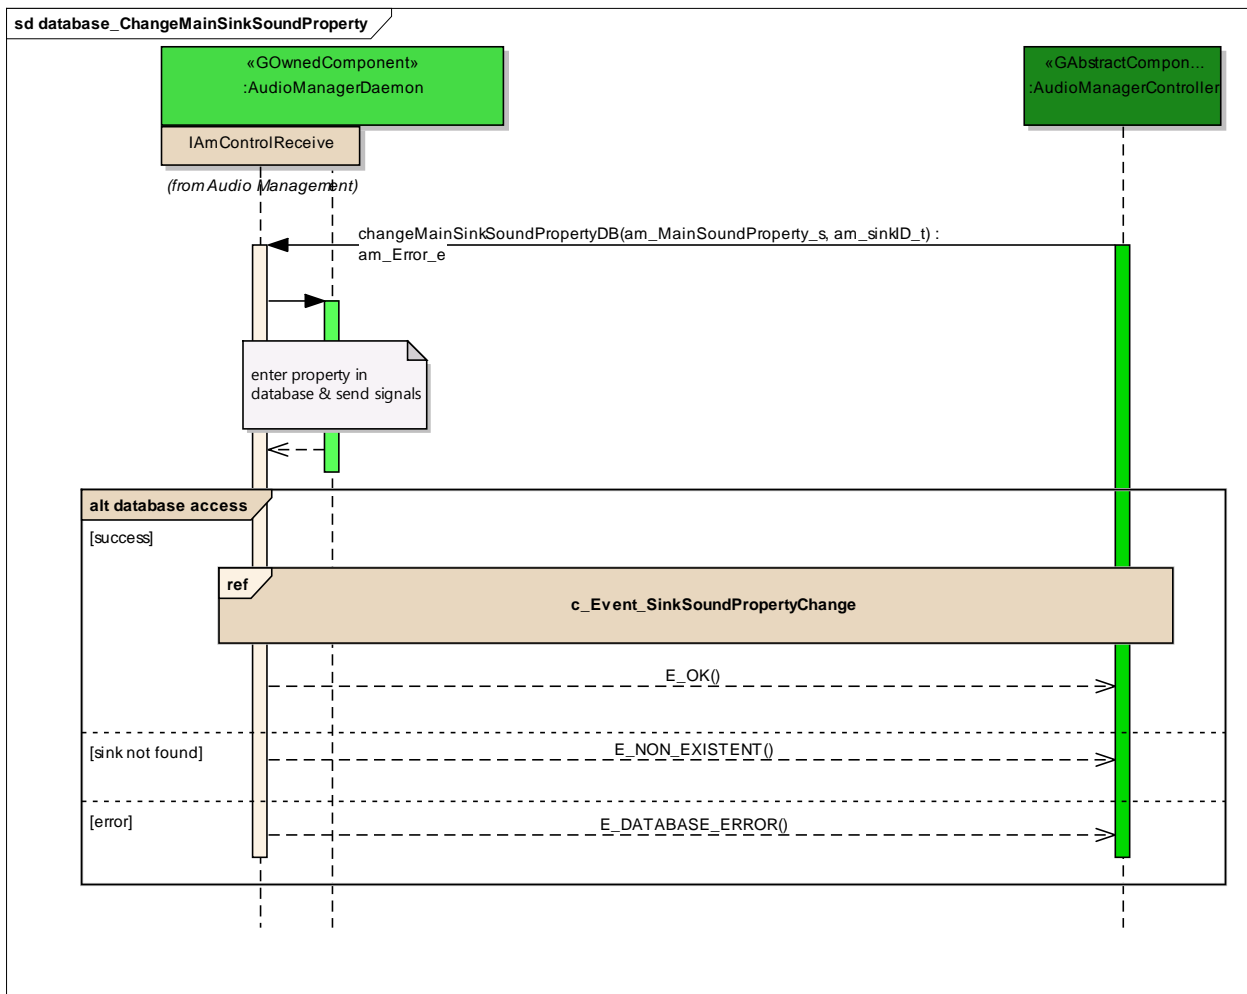 sd database_ChangeMainSinkSoundProperty
«GOwnedComponent»
:AudioManagerDaemon
«GAbstractCompon...
:AudioManagerController
IAmControlReceive
(from Audio Management)
changeMainSinkSoundPropertyDB(am_MainSoundProperty_s, am_sinkID_t) :
am_Error_e
enter property in
database & send signals
alt database access
[success]
ref
c_Event_SinkSoundPropertyChange
E_OK()
[sink not found]
E_NON_EXISTENT()
[error]
E_DATABASE_ERROR()